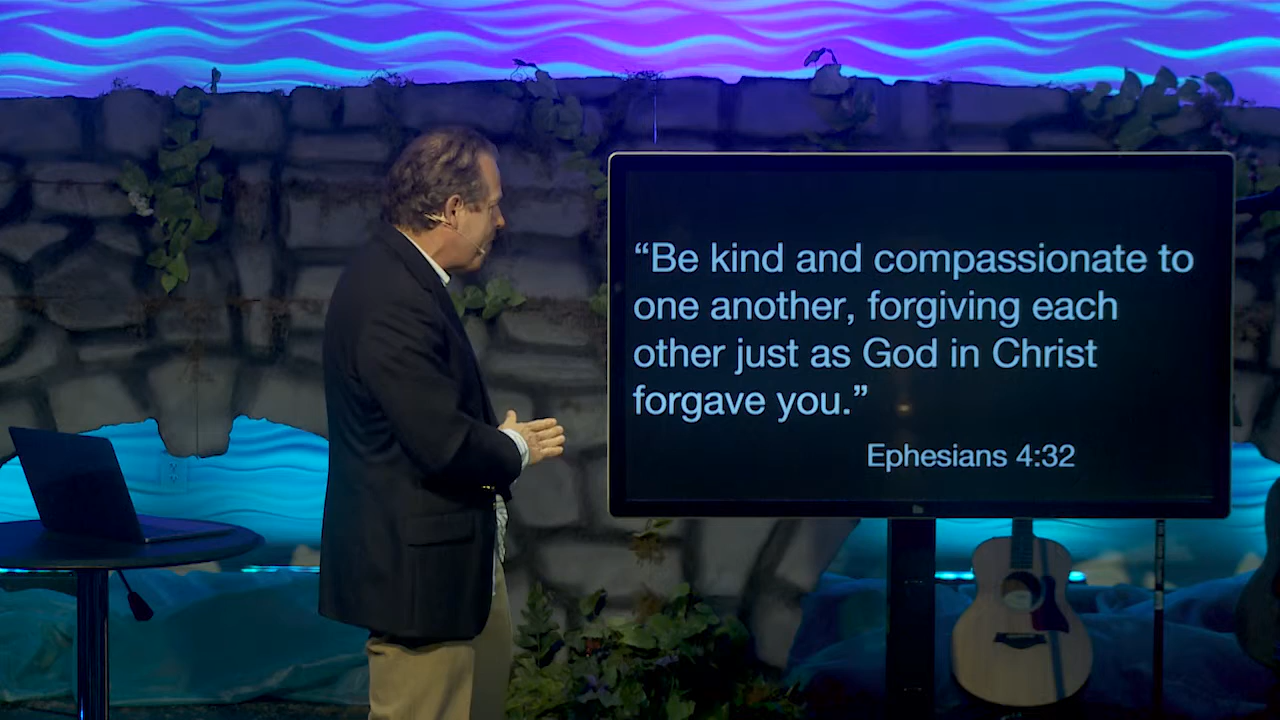 “Be kind and compassionate to
one another, forgiving each
other just as God in Christ
forgave you.”
Ephesians 4:32